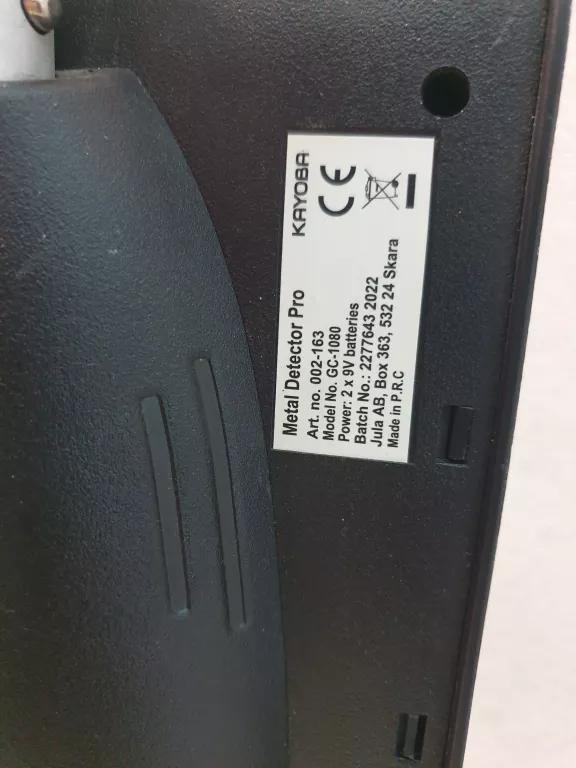 Metal Detector Pro KAYOBA
Art. no. 002-163
Model No. GC-1080
Power: 2 x 9V batteries
Batch No.: 2277643 2022
Jula AB, Box 363, 532 24 Skara
Made in P.R.C
CE